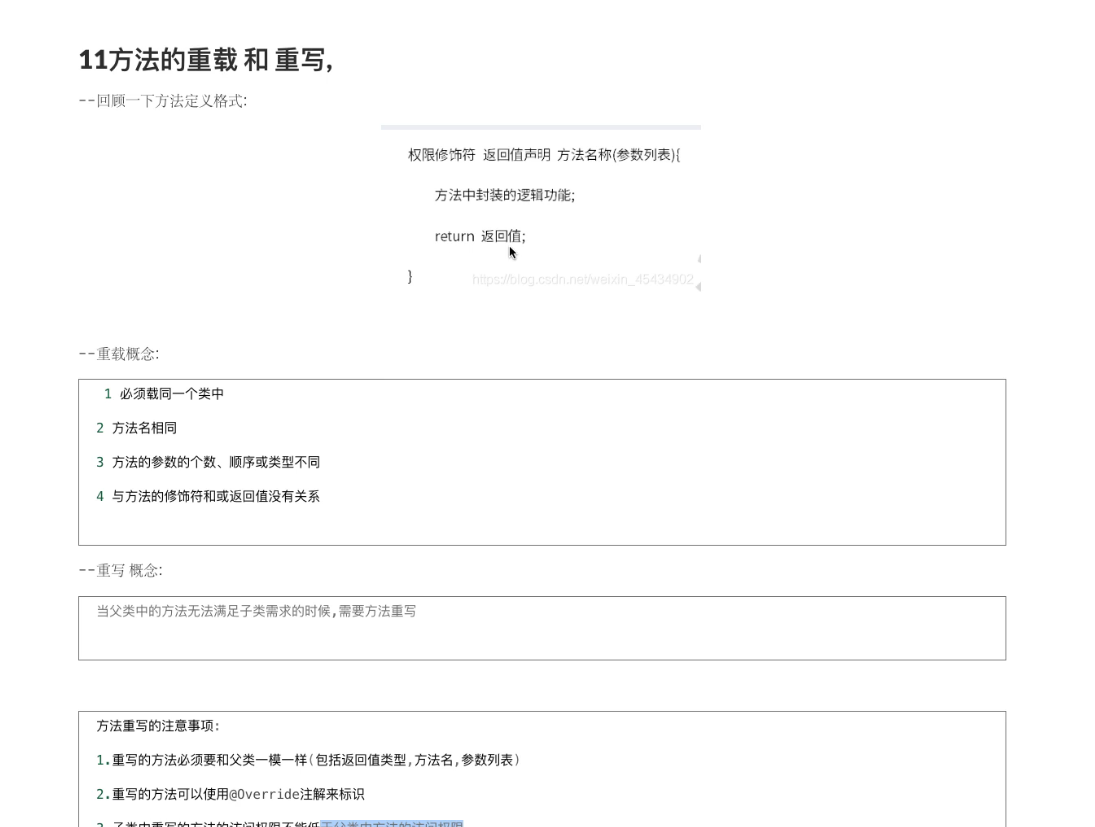 11方法的重载 和 重写,
--回顾一下方法定义格式:
权限修饰符 返回值声明 方法名称(参数列表){
方法中封装的逻辑功能;
return 返回值;
}
https://blog.csdn.net/weixin_45434902
--重载概念:
1 必须载同一个类中
2 方法名相同
3 方法的参数的个数、顺序或类型不同
4 与方法的修饰符和或返回值没有关系
--重写 概念:
当父类中的方法无法满足子类需求的时候,需要方法重写
方法重写的注意事项:
1.重写的方法必须要和父类一模一样(包括返回值类型,方法名,参数列表)
2.重写的方法可以使用@Override注解来标识
3.子类中重写的方法的访问权限不能低于父类中方法的访问权限